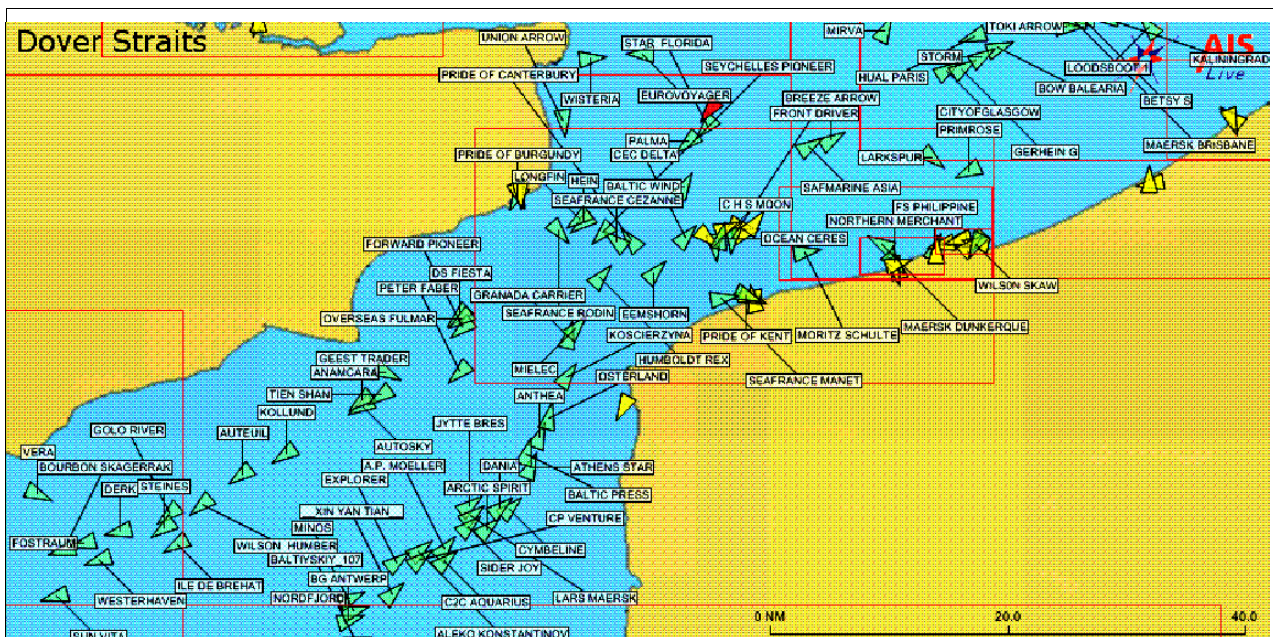 Dover Straits
UNION ARROW
STAR FLORIDA
MIRVA
TOKI ARROW
AIS
Live
KALININGRAD
SEYCHELLES PIONEER
STORM
PRIDE OF CANTERBURY
HUAL PARIS
LOODSBOOT 1
BOW BALEARIA
WISTERIA
EUROVOYAGER
BREEZE ARROW
BETSY S
FRONT DRIVER
CITYOFGLASGOW
PRIMROSE
PALMA
MAERSK BRISBANE
PRIDE OF BURGUNDY
CEC DELTA
LARKSPUR
GERHEIN G
LONGFIN
HEIN
BALTIC WIND
SAFMARINE ASIA
SEAFRANCE CEZANNE
C H S MOON
FS PHILIPPINE
NORTHERN MERCHANT
FORWARD PIONEER
OCEAN CERES
DS FIESTA
PETER FABER
GRANADA CARRIER
WILSON SKAW
OVERSEAS FULMAR
SEAFRANCE RODIN
EEMSHORN
MAERSK DUNKERQUE
KOSCIERZYNA
PRIDE OF KENT
MORITZ SCHULTE
GEEST TRADER
HUMBOLDT REX
ANAMCARA
MIELEC
OSTERLAND
SEAFRANCE MANET
TIEN SHAN
ANTHEA
KOLLUND
JYTTE BRES
GOLO RIVER
AUTEUIL
AUTOSKY
VERA
BOURBON SKAGERRAK
A.P. MOELLER
DANIA
ATHENS STAR
EXPLORER
DERK
STEINES
ARCTIC SPIRIT
BALTIC PRESS
XIN YAN TIAN
CP VENTURE
MINOS
FOSTRAUM
WILSON HUMBER
CYMBELINE
BALTIYSKIY_107
SIDER JOY
BG ANTWERP
ILE DE BREHAT
WESTERHAVEN
NORDFJORD
C2C AQUARIUS
LARS MAERSK
0 NM
20.0
40.0
SUN VITA
ALEKO KONSTANTINOV